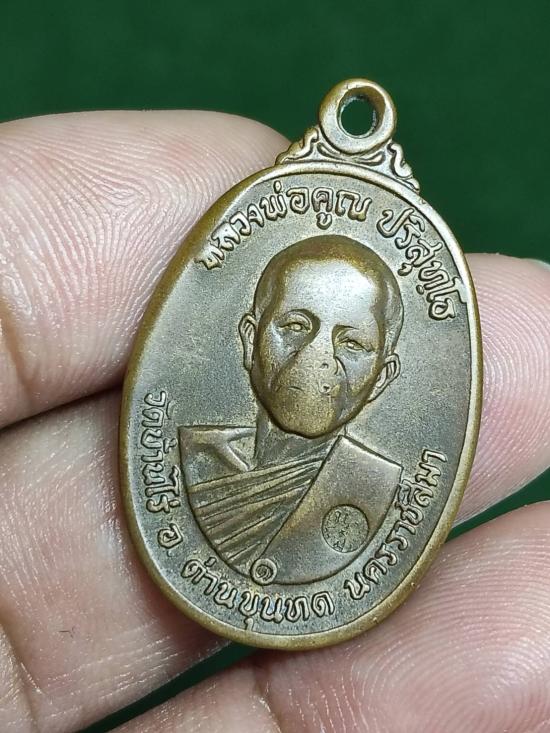 หลวงพ่อคูณ ปริสุทฺโธ
วัดบ้านไร่ อ. ด่านขุนทด นครราชสีมา
๑